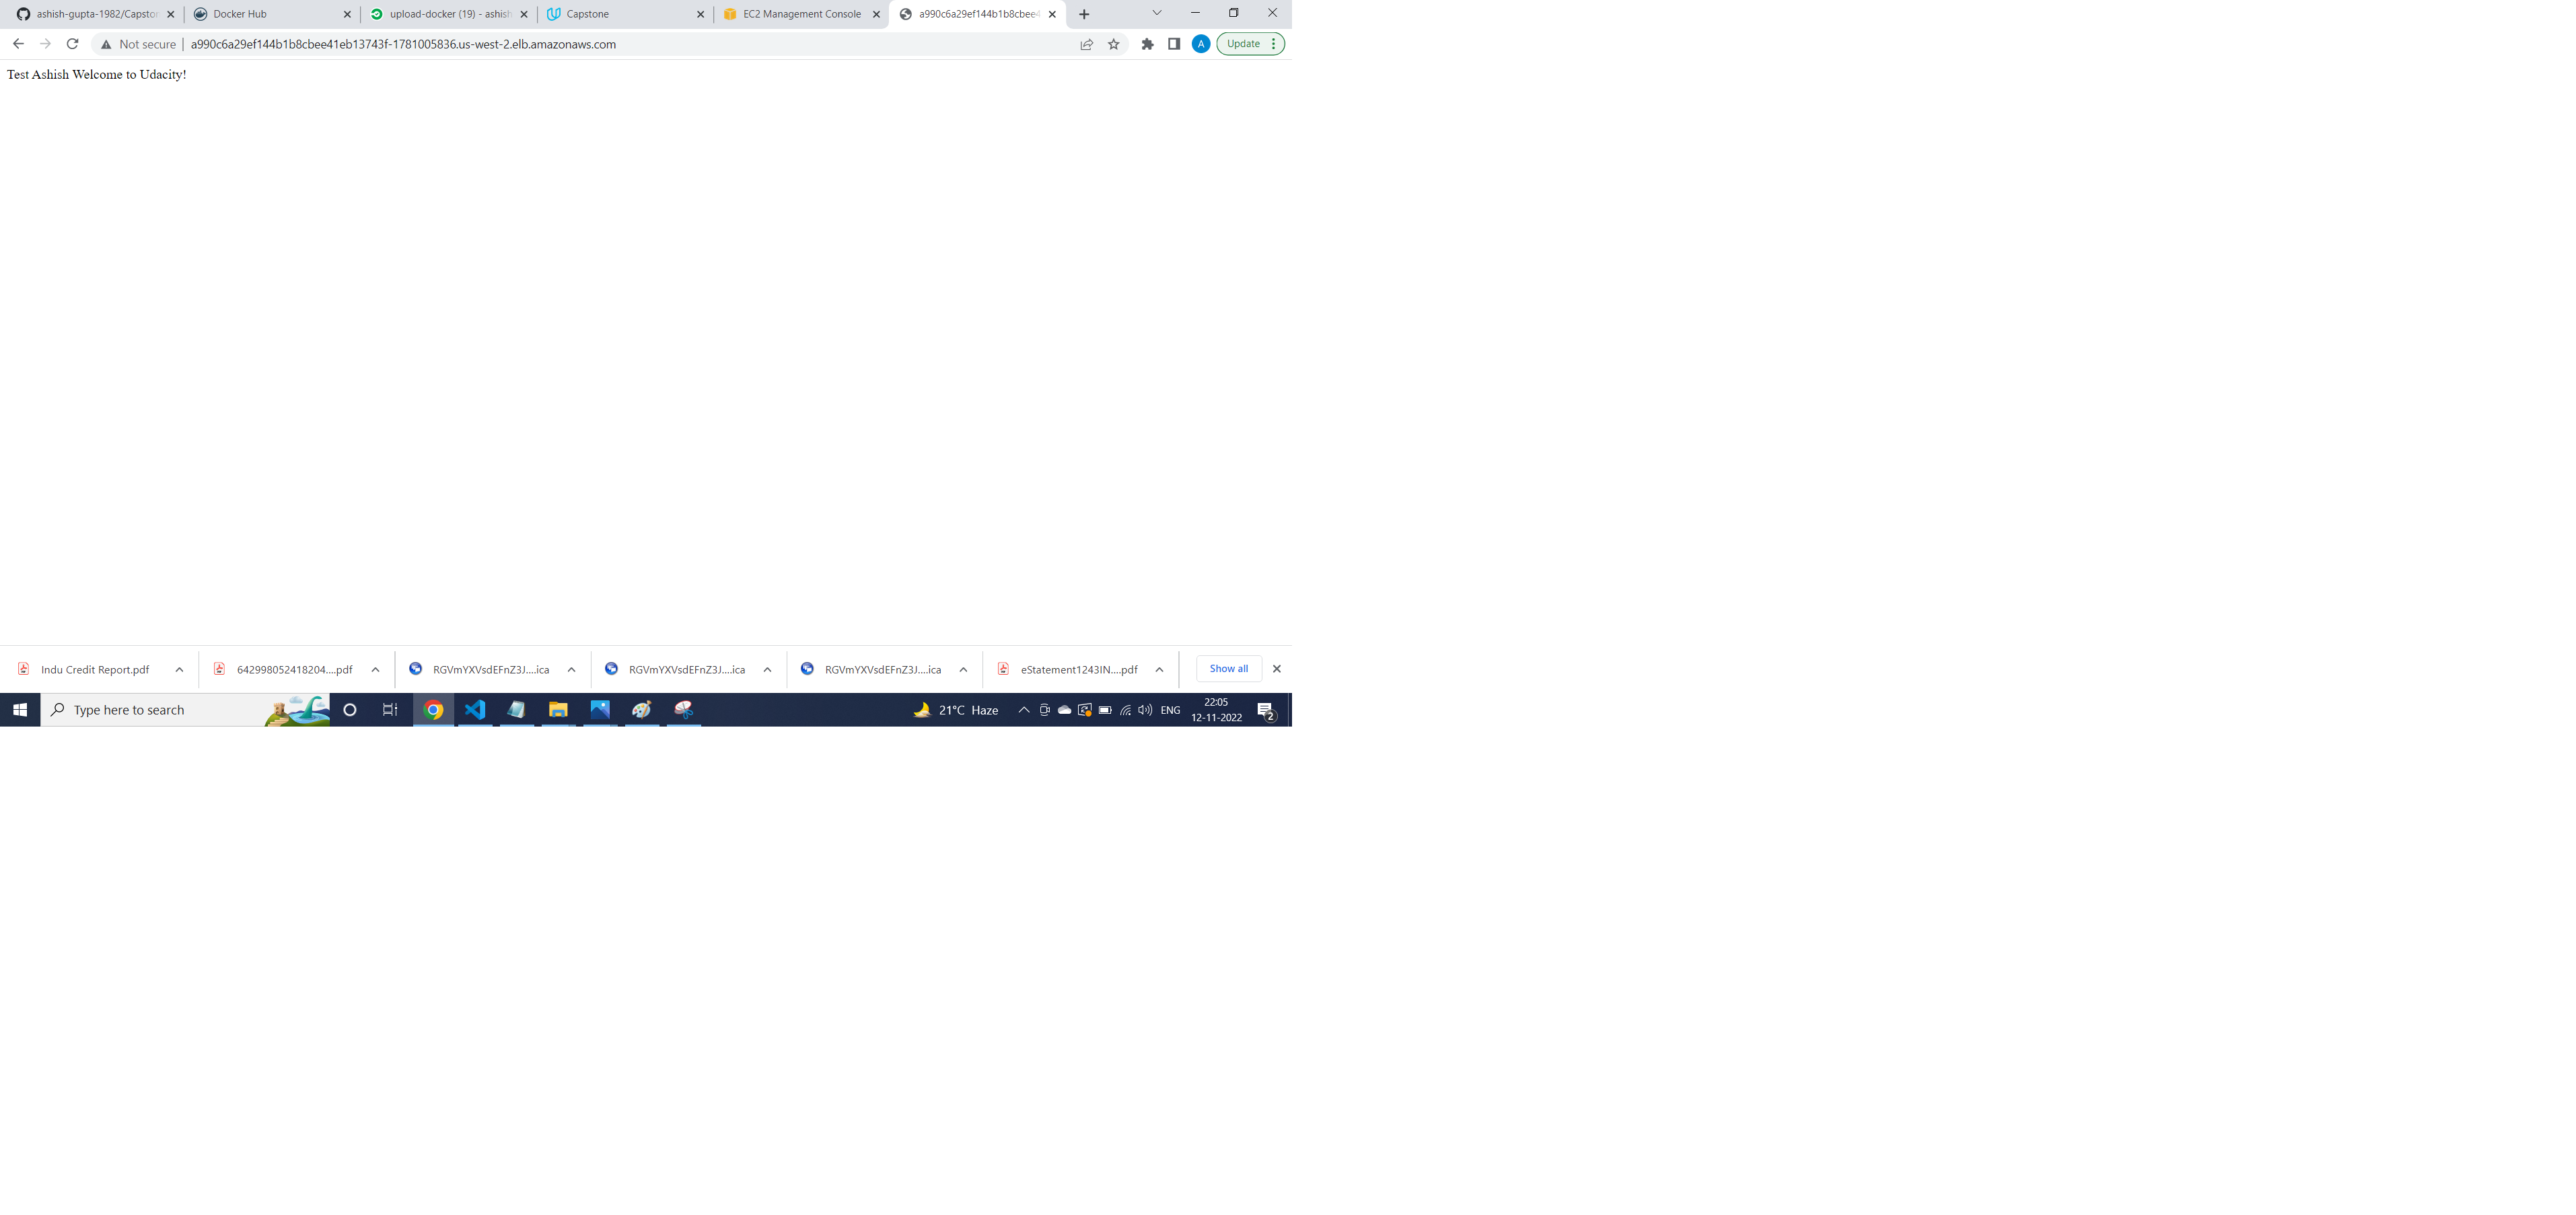 ashish-gupta-1982/Capstor
Docker Hub
upload-docker (19) - ashish
Capstone
EC2 Management Console
a990c6a29ef144b1b8cbee4
Not secure
a990c6a29ef144b1b8cbee41eb13743f-1781005836.us-west-2.elb.amazonaws.com
A
Update
Test Ashish Welcome to Udacity!
Indu Credit Report.pdf
642998052418204....pdf
RGVmYXVsdEFnZ3J....ica
RGVmYXVsdEFnZ3J....ica
RGVmYXVsdEFnZ3J....ica
eStatement1243IN....pdf
Show all
Type here to search
21°C Haze
ENG
22:05
12-11-2022
2